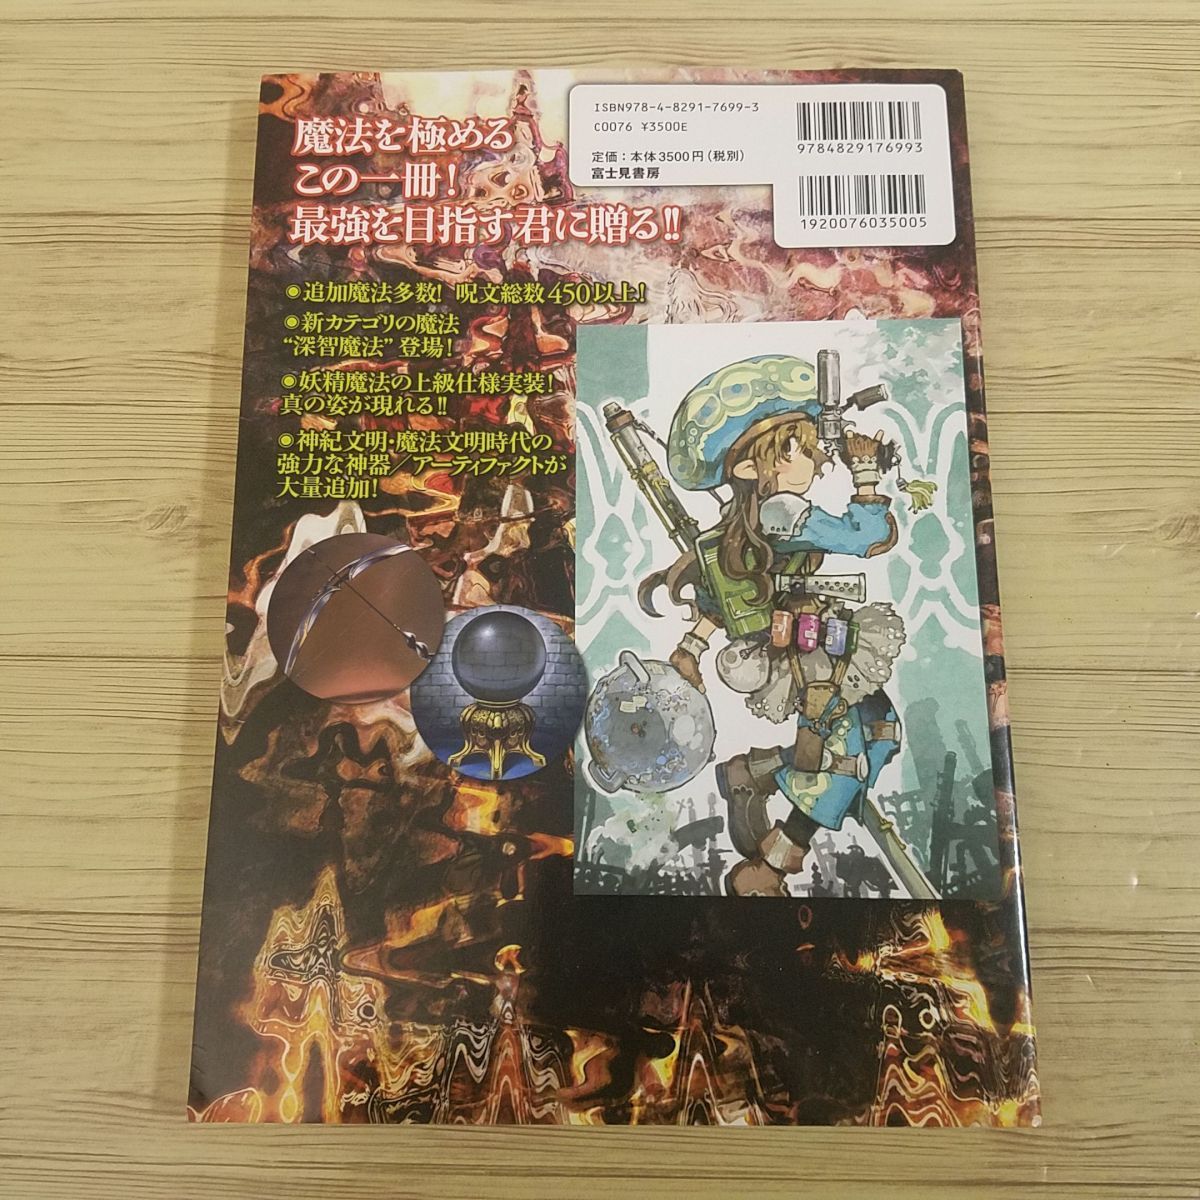 魔法を極める
この一冊!
最強を目指す君に贈る!!
ISBN978-4-8291-7699-3
C0076 ¥3500E
定価:本体3500円(税別)
富士見書房
9784829176993
1920076035005
●追加魔法多数! 呪文総数450以上!
●新カテゴリの魔法
“深智魔法”登場!
●妖精魔法の上級仕様実装!
真の姿が現れる!!
●神紀文明・魔法文明時代の
強力な神器/アーティファクトが
大量追加!